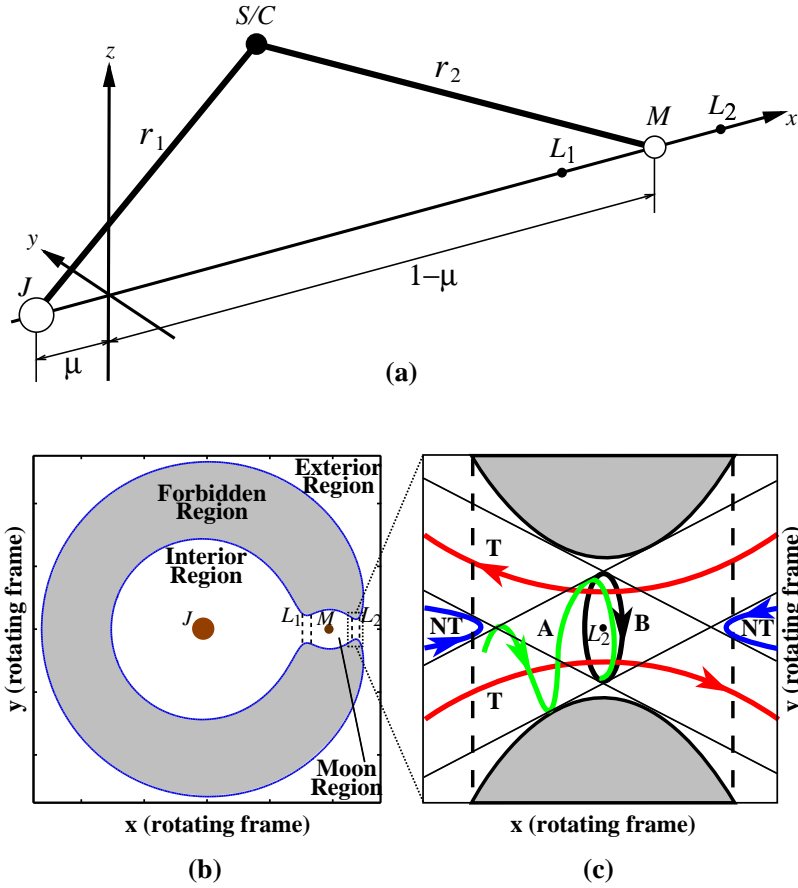 S/C
z
r2
M
L2
x
r1
L1
y
J
1−μ
μ
(a)
Exterior
Region
Forbidden
Region
Interior
Region
J
L1
M
L2
Moon
Region
y (rotating frame)
x (rotating frame)
(b)
T
NT
A
L2
B
NT
T
y (rotating frame)
x (rotating frame)
(c)